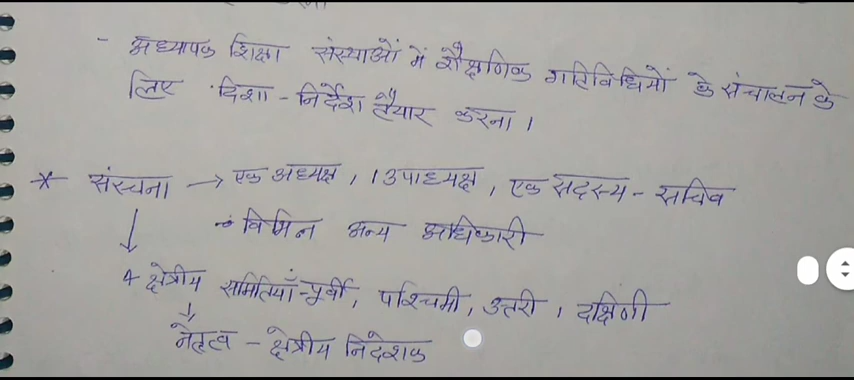 - अध्यापक शिक्षा संस्थाओं में शैक्षणिक गतिविधियों के संचालन के
लिए दिशा - निर्देश तैयार करना।
* संरचना → एक अध्यक्ष, 1 उपाध्यक्ष, एक सदस्य - सचिव
→ विभिन अन्य अधिकारी
↓
4 क्षेत्रीय समितियाँ - पूर्वी, पश्चिमी, उत्तरी, दक्षिणी
↓
नेतृत्व - क्षेत्रीय निदेशक